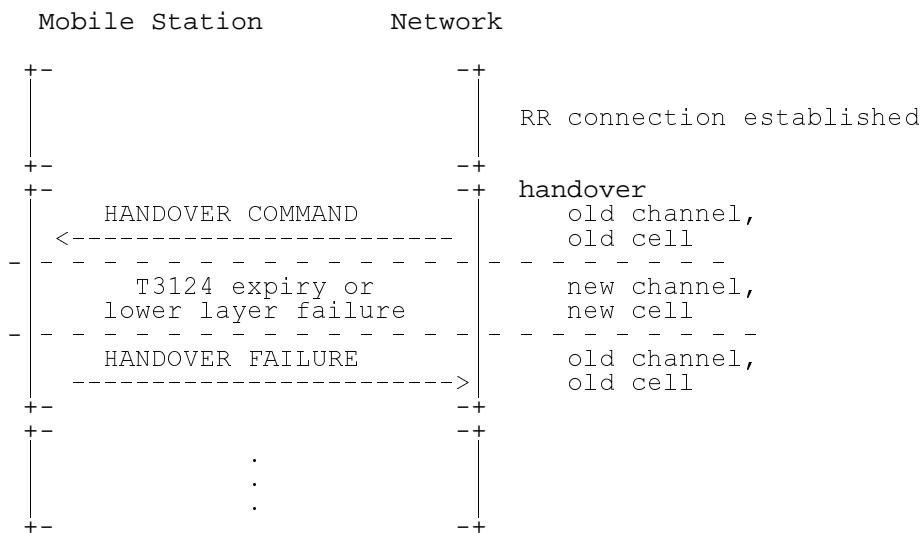 Mobile Station Network
RR connection established
handover
HANDOVER COMMAND old channel,
old cell
T3124 expiry or new channel,
lower layer failure new cell
HANDOVER FAILURE old channel,
old cell
.
.
.